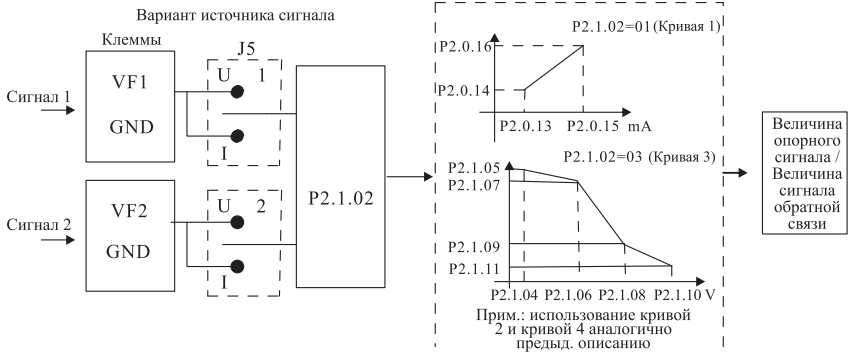 Вариант источника сигнала
Клеммы
J5
Сигнал 1
VF1
GND
U 1
I
Сигнал 2
VF2
GND
U 2
I
P2.1.02
P2.1.02=01 (Кривая 1)
P2.0.16
P2.0.14
P2.0.13 P2.0.15 mA
P2.1.02=03 (Кривая 3)
P2.1.05
P2.1.07
P2.1.09
P2.1.11
P2.1.04 P2.1.06 P2.1.08 P2.1.10 V
Прим.: использование кривой
2 и кривой 4 аналогично
предыд. описанию
Величина
опорного
сигнала /
Величина
сигнала
обратной
связи